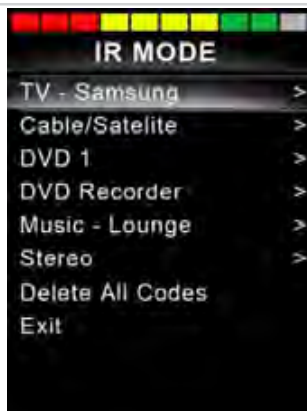 IR MODE
TV - Samsung >
Cable/Satelite >
DVD 1 >
DVD Recorder >
Music - Lounge >
Stereo >
Delete All Codes
Exit